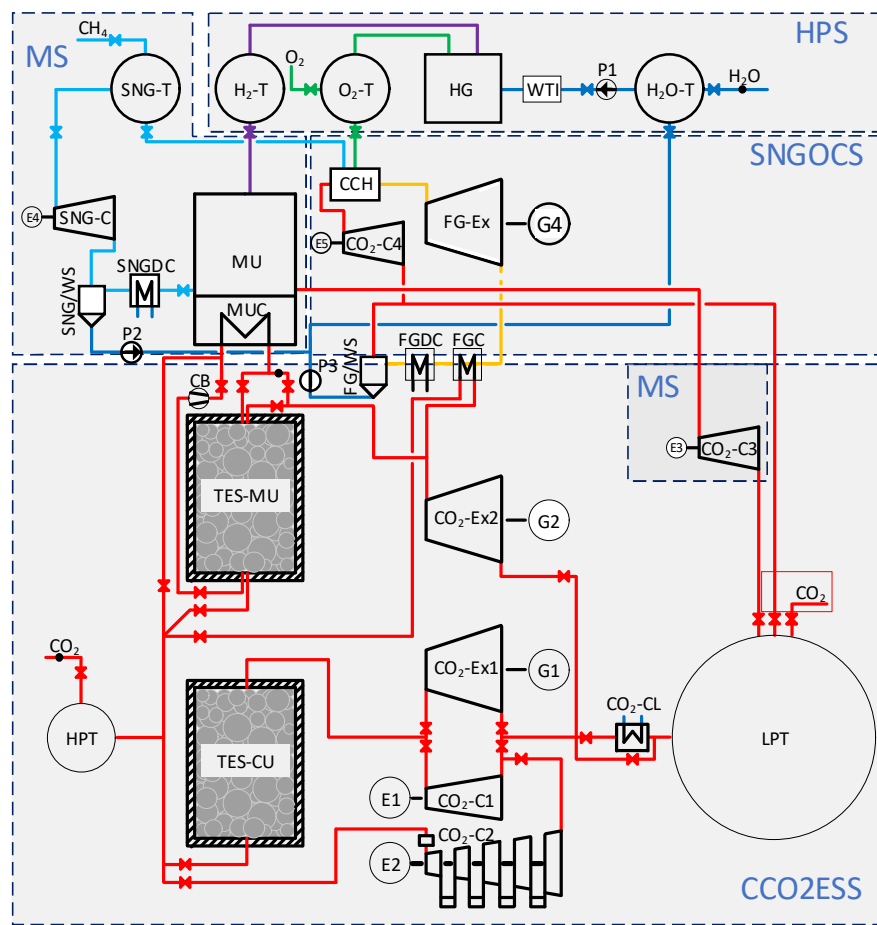 CH₄
MS
HPS
SNG-T
H₂-T
O₂
O₂-T
HG
WTI
P1
H₂O-T
H₂O
SNGOCS
CCH
E4
SNG-C
E5
CO₂-C4
FG-Ex
G4
SNG/WS
SNGDC
MU
MUC
P2
P3
FG/WS
FGDC
FGC
CB
MS
E3
CO₂-C3
TES-MU
CO₂-Ex2
G2
CO₂
CO₂
CO₂-Ex1
G1
CO₂-CL
HPT
TES-CU
LPT
E1
CO₂-C1
CO₂-C2
E2
CCO2ESS